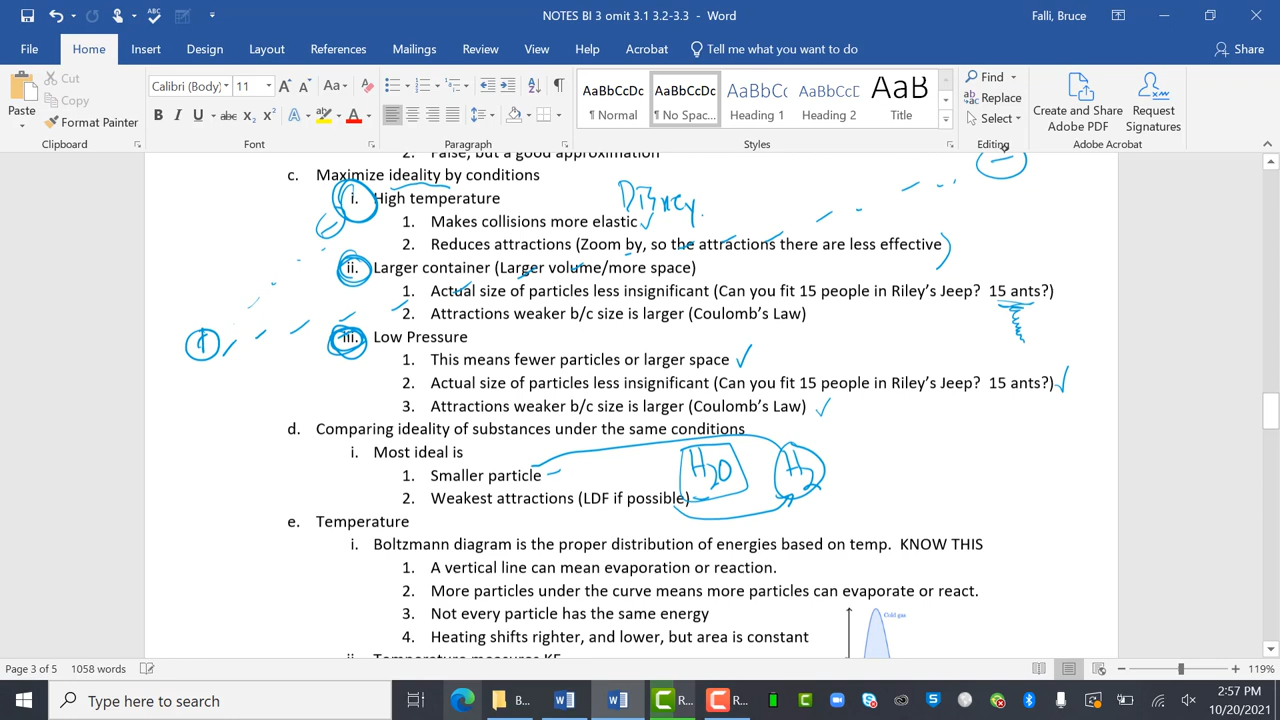 NOTES BI 3 omit 3.1 3.2-3.3 - Word
Falli, Bruce
File Home Insert Design Layout References Mailings Review View Help Acrobat Tell me what you want to do Share
Paste
Cut
Copy
Format Painter
Clipboard
Calibri (Body) 11
Font
Paragraph
AaBbCcDc AaBbCcDc AaBbCc AaBbCcD AaB
¶ Normal ¶ No Spac... Heading 1 Heading 2 Title
Styles
Find
Replace
Select
Editing
Create and Share Adobe PDF
Request Signatures
Adobe Acrobat
2. False, but a good approximation
c. Maximize ideality by conditions
i. High temperature
Disney
1. Makes collisions more elastic
2. Reduces attractions (Zoom by, so the attractions there are less effective)
ii. Larger container (Larger volume/more space)
1. Actual size of particles less insignificant (Can you fit 15 people in Riley's Jeep? 15 ants?)
2. Attractions weaker b/c size is larger (Coulomb's Law)
iii. Low Pressure
1. This means fewer particles or larger space
2. Actual size of particles less insignificant (Can you fit 15 people in Riley's Jeep? 15 ants?)
3. Attractions weaker b/c size is larger (Coulomb's Law)
d. Comparing ideality of substances under the same conditions
i. Most ideal is
1. Smaller particle
H2O H2
2. Weakest attractions (LDF if possible)
e. Temperature
i. Boltzmann diagram is the proper distribution of energies based on temp. KNOW THIS
1. A vertical line can mean evaporation or reaction.
2. More particles under the curve means more particles can evaporate or react.
3. Not every particle has the same energy
Cold gas
4. Heating shifts righter, and lower, but area is constant
ii. Temperature measures KE
Page 3 of 5 1058 words 119%
Type here to search
B...
R...
R...
2:57 PM
10/20/2021